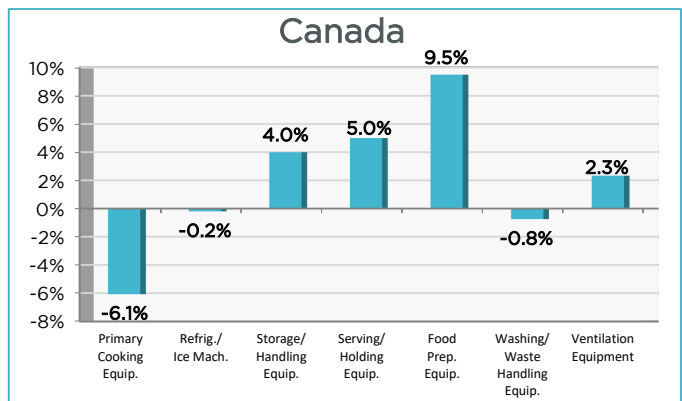 Canada
10%
8%
6%
4%
2%
0%
-2%
-4%
-6%
-8%
-6.1%
-0.2%
4.0%
5.0%
9.5%
-0.8%
2.3%
Primary
Cooking
Equip.
Refrig./
Ice Mach.
Storage/
Handling
Equip.
Serving/
Holding
Equip.
Food
Prep.
Equip.
Washing/
Waste
Handling
Equip.
Ventilation
Equipment